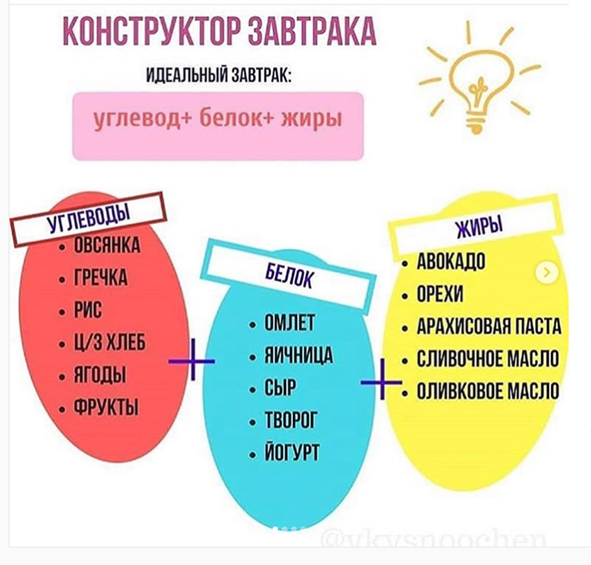 КОНСТРУКТОР ЗАВТРАКА
ИДЕАЛЬНЫЙ ЗАВТРАК:
углевод+ белок+ жиры
УГЛЕВОДЫ
• ОВСЯНКА
• ГРЕЧКА
• РИС
• Ц/З ХЛЕБ
• ЯГОДЫ
• ФРУКТЫ
+
БЕЛОК
• ОМЛЕТ
• ЯИЧНИЦА
• СЫР
• ТВОРОГ
• ЙОГУРТ
+
ЖИРЫ
• АВОКАДО
• ОРЕХИ
• АРАХИСОВАЯ ПАСТА
• СЛИВОЧНОЕ МАСЛО
• ОЛИВКОВОЕ МАСЛО
@vkysnoochen